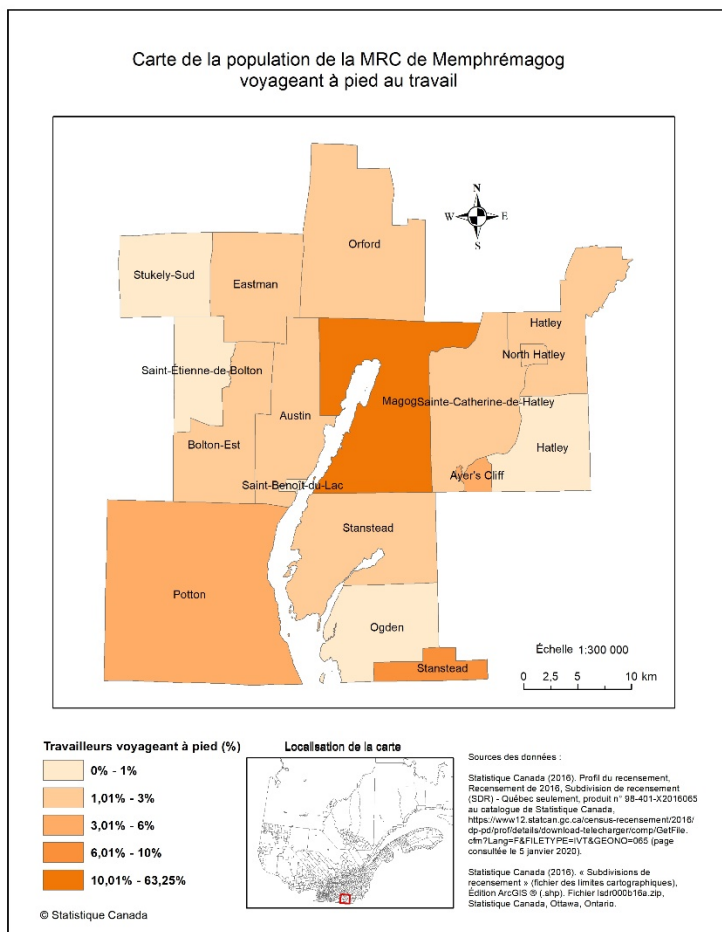 Carte de la population de la MRC de Memphrémagog
voyageant à pied au travail
N
W E
S
Orford
Stukely-Sud
Eastman
Hatley
North Hatley
Saint-Étienne-de-Bolton
Magog
Sainte-Catherine-de-Hatley
Austin
Bolton-Est
Hatley
Ayer's Cliff
Saint-Benoît-du-Lac
Stanstead
Potton
Ogden
Échelle 1:300 000
Stanstead
0 2,5 5 10 km
Travailleurs voyageant à pied (%)
0% - 1%
1,01% - 3%
3,01% - 6%
6,01% - 10%
10,01% - 63,25%
© Statistique Canada
Localisation de la carte
Sources des données :
Statistique Canada (2016). Profil du recensement,
Recensement de 2016, Subdivision de recensement
(SDR) - Québec seulement, produit n° 98-401-X2016065
au catalogue de Statistique Canada,
https://www12.statcan.gc.ca/census-recensement/2016/
dp-pd/prof/details/download-telecharger/comp/GetFile.
cfm?Lang=F&FILETYPE=IVT&GEONO=065 (page
consultée le 5 janvier 2020).
Statistique Canada (2016). « Subdivisions de
recensement » (fichier des limites cartographiques),
Édition ArcGIS ® (.shp). Fichier lsdr000b16a.zip,
Statistique Canada, Ottawa, Ontario.